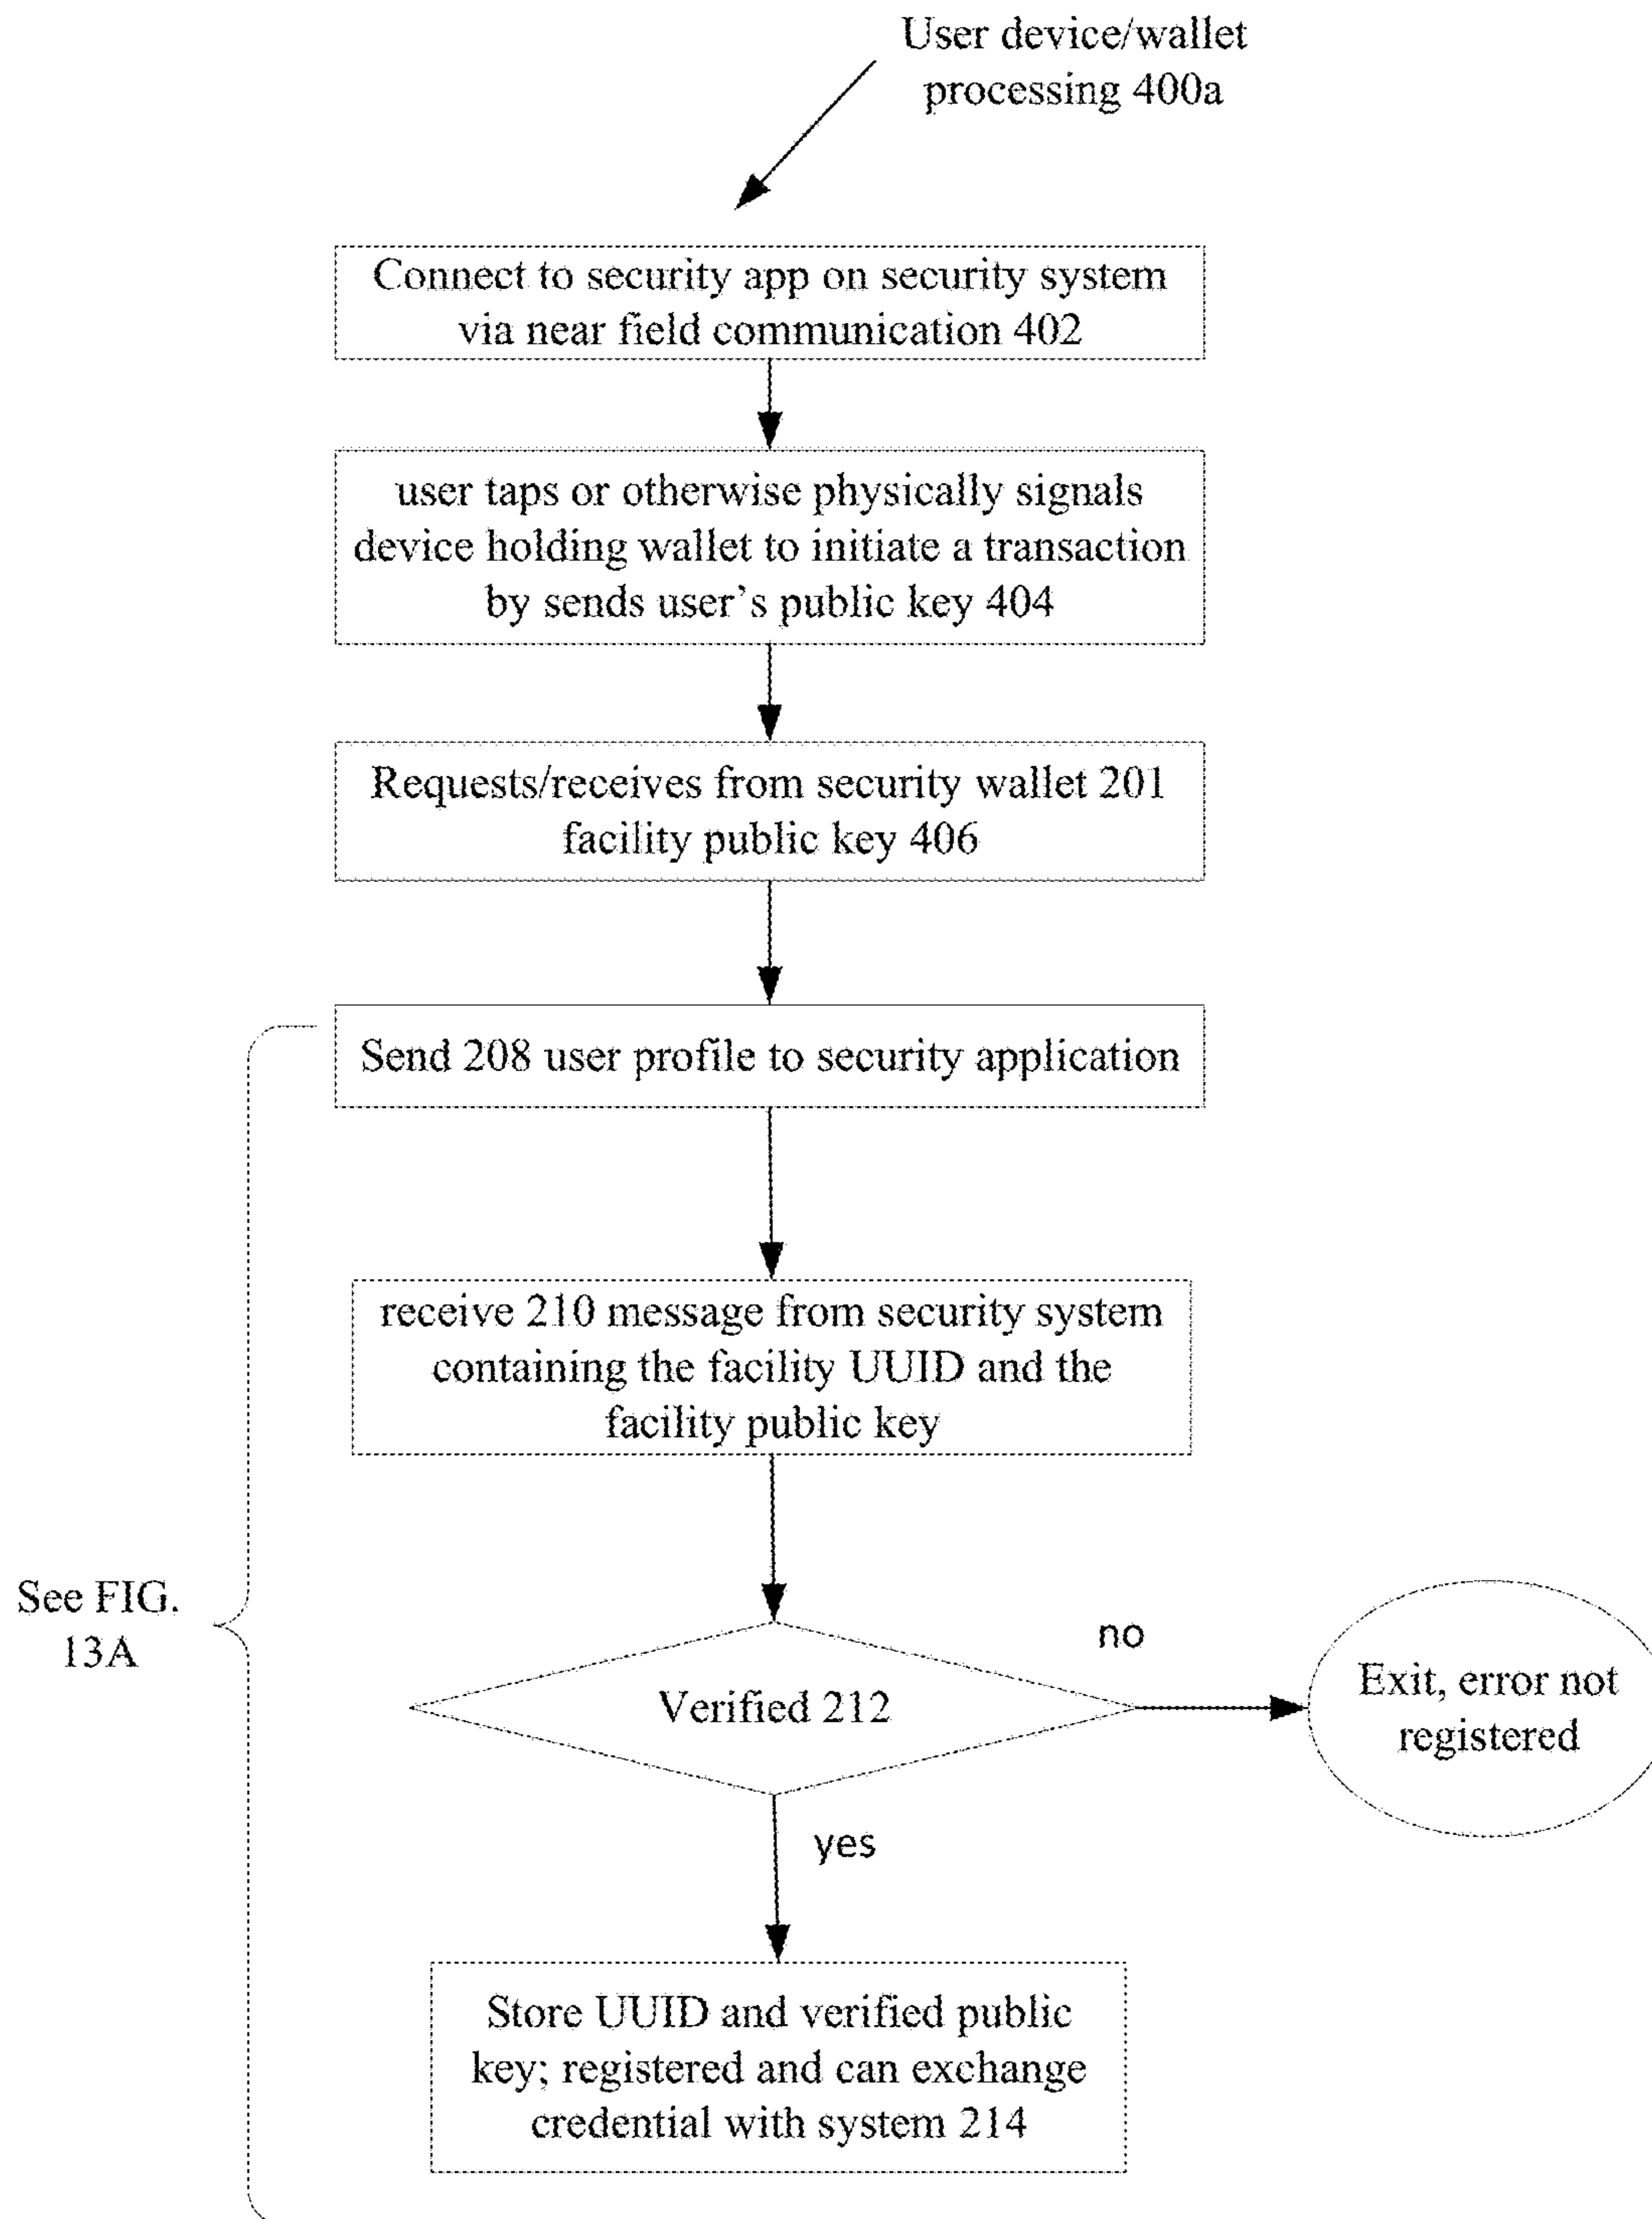 User device/wallet
processing 400a
Connect to security app on security system
via near field communication 402
user taps or otherwise physically signals
device holding wallet to initiate a transaction
by sends user’s public key 404
Requests/receives from security wallet 201
facility public key 406
Send 208 user profile to security application
receive 210 message from security system
containing the facility UUID and the
facility public key
See FIG.
13A
Verified 212
no
Exit, error not
registered
yes
Store UUID and verified public
key; registered and can exchange
credential with system 214